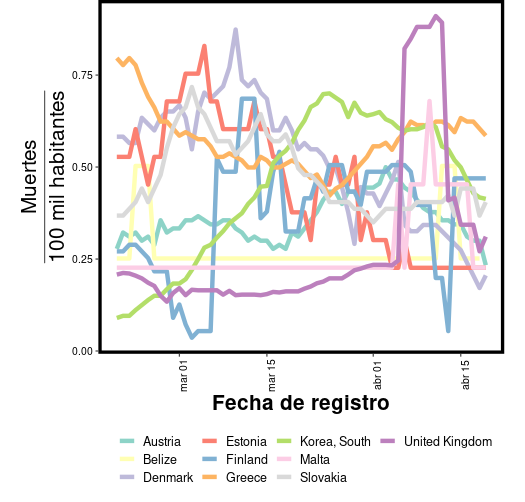 Muertes
100 mil habitantes
0.75
0.50
0.25
0.00
mar 01
mar 15
abr 01
abr 15
Fecha de registro
Austria Estonia Korea, South United Kingdom
Belize Finland Malta
Denmark Greece Slovakia